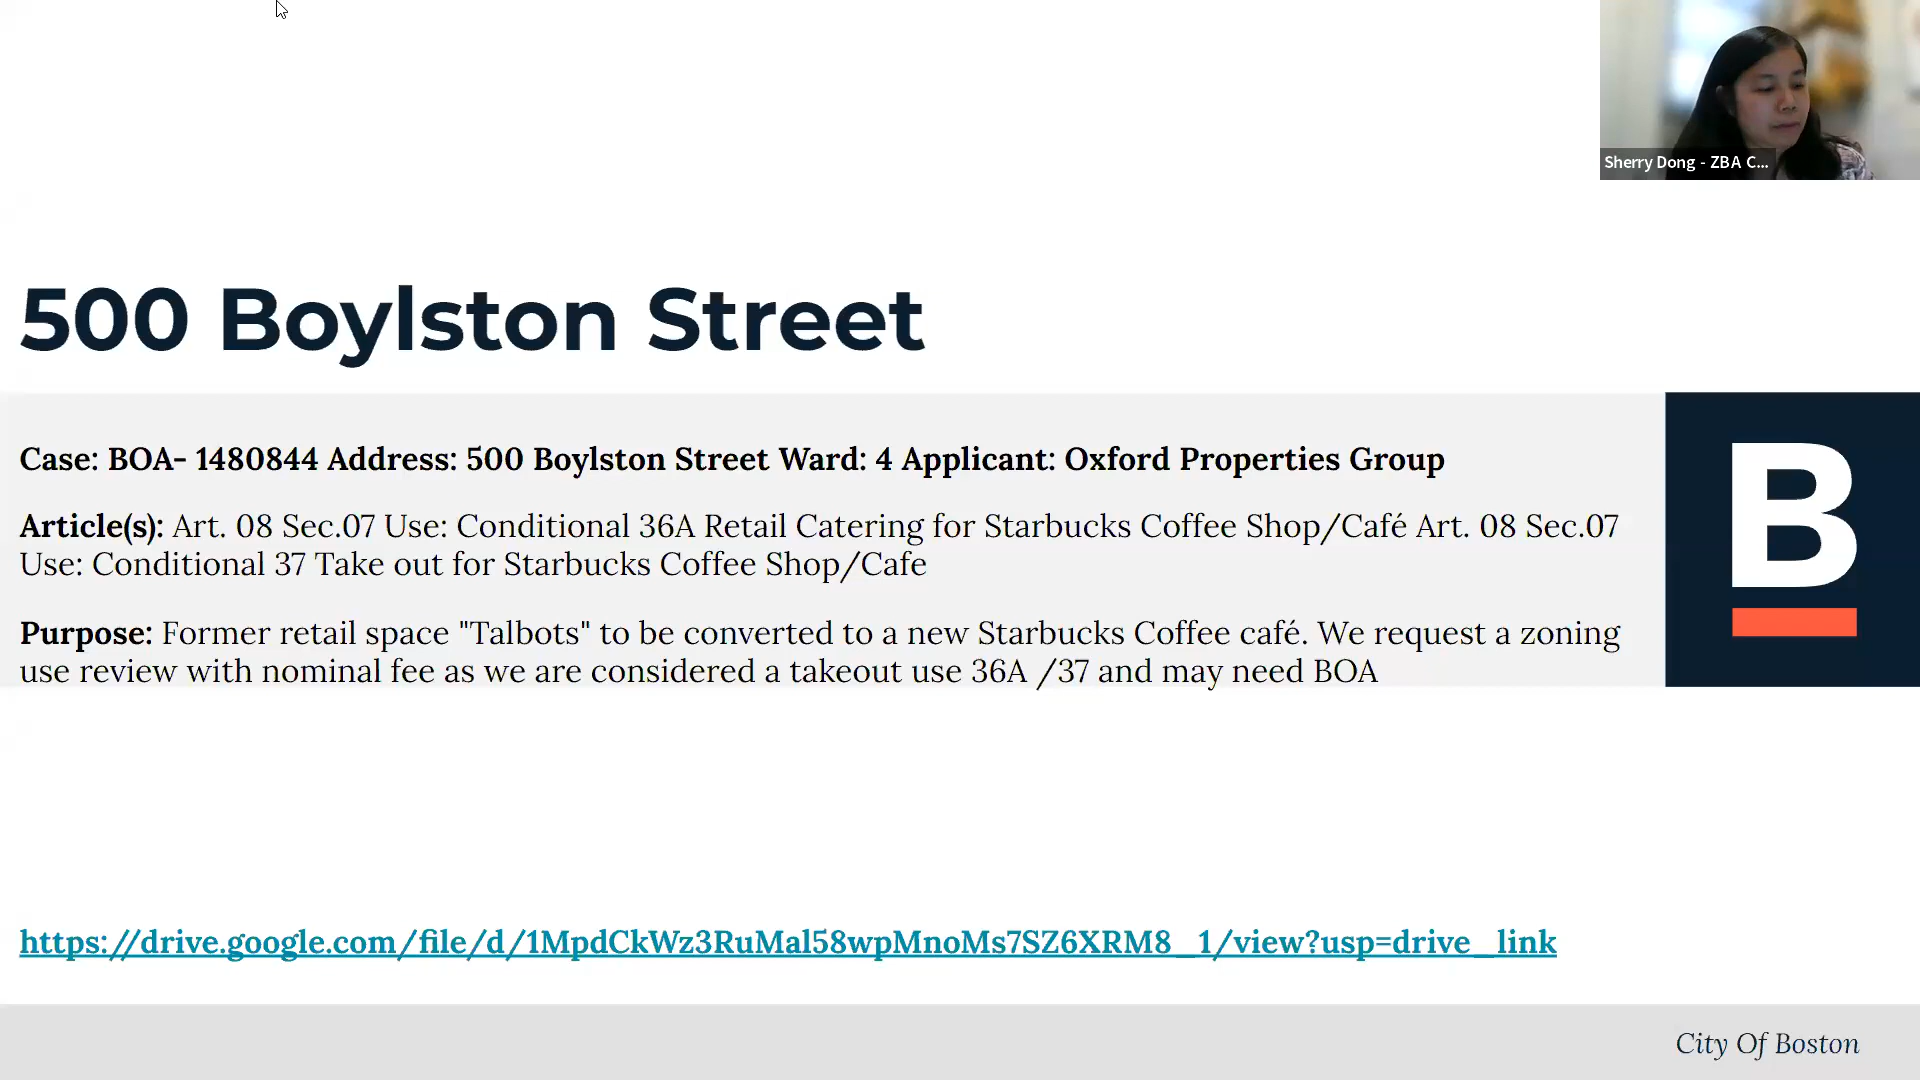 Sherry Dong - ZBA C...
500 Boylston Street
Case: BOA- 1480844 Address: 500 Boylston Street Ward: 4 Applicant: Oxford Properties Group
Article(s): Art. 08 Sec.07 Use: Conditional 36A Retail Catering for Starbucks Coffee Shop/Café Art. 08 Sec.07
Use: Conditional 37 Take out for Starbucks Coffee Shop/Cafe
Purpose: Former retail space "Talbots" to be converted to a new Starbucks Coffee café. We request a zoning
use review with nominal fee as we are considered a takeout use 36A /37 and may need BOA
B
https://drive.google.com/file/d/1MpdCkWz3RuMal58wpMnoMs7SZ6XRM8_1/view?usp=drive_link
City Of Boston